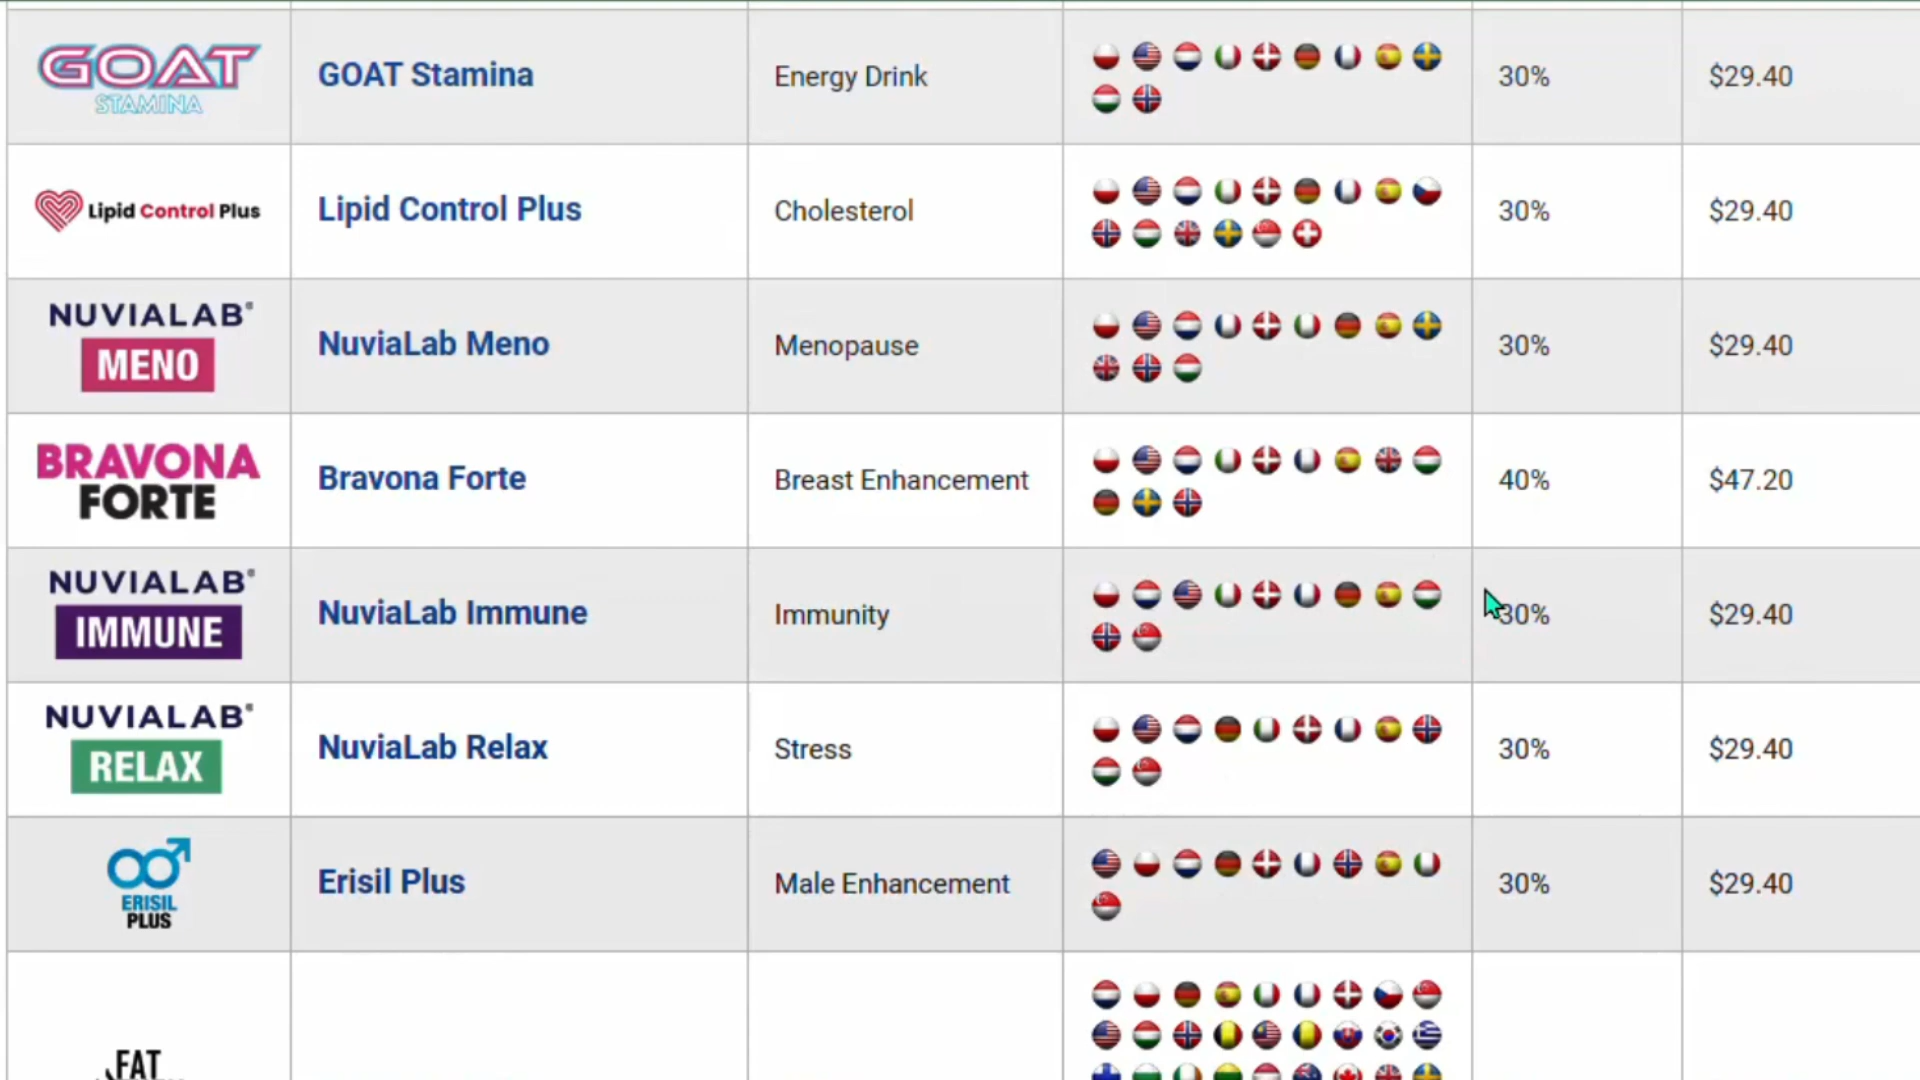 GOAT
STAMINA
GOAT Stamina
Energy Drink
30%
$29.40
Lipid Control Plus
Lipid Control Plus
Cholesterol
30%
$29.40
NUVIALAB®
MENO
NuviaLab Meno
Menopause
30%
$29.40
BRAVONA
FORTE
Bravona Forte
Breast Enhancement
40%
$47.20
NUVIALAB®
IMMUNE
NuviaLab Immune
Immunity
30%
$29.40
NUVIALAB®
RELAX
NuviaLab Relax
Stress
30%
$29.40
ERISIL
PLUS
Erisil Plus
Male Enhancement
30%
$29.40
FAT